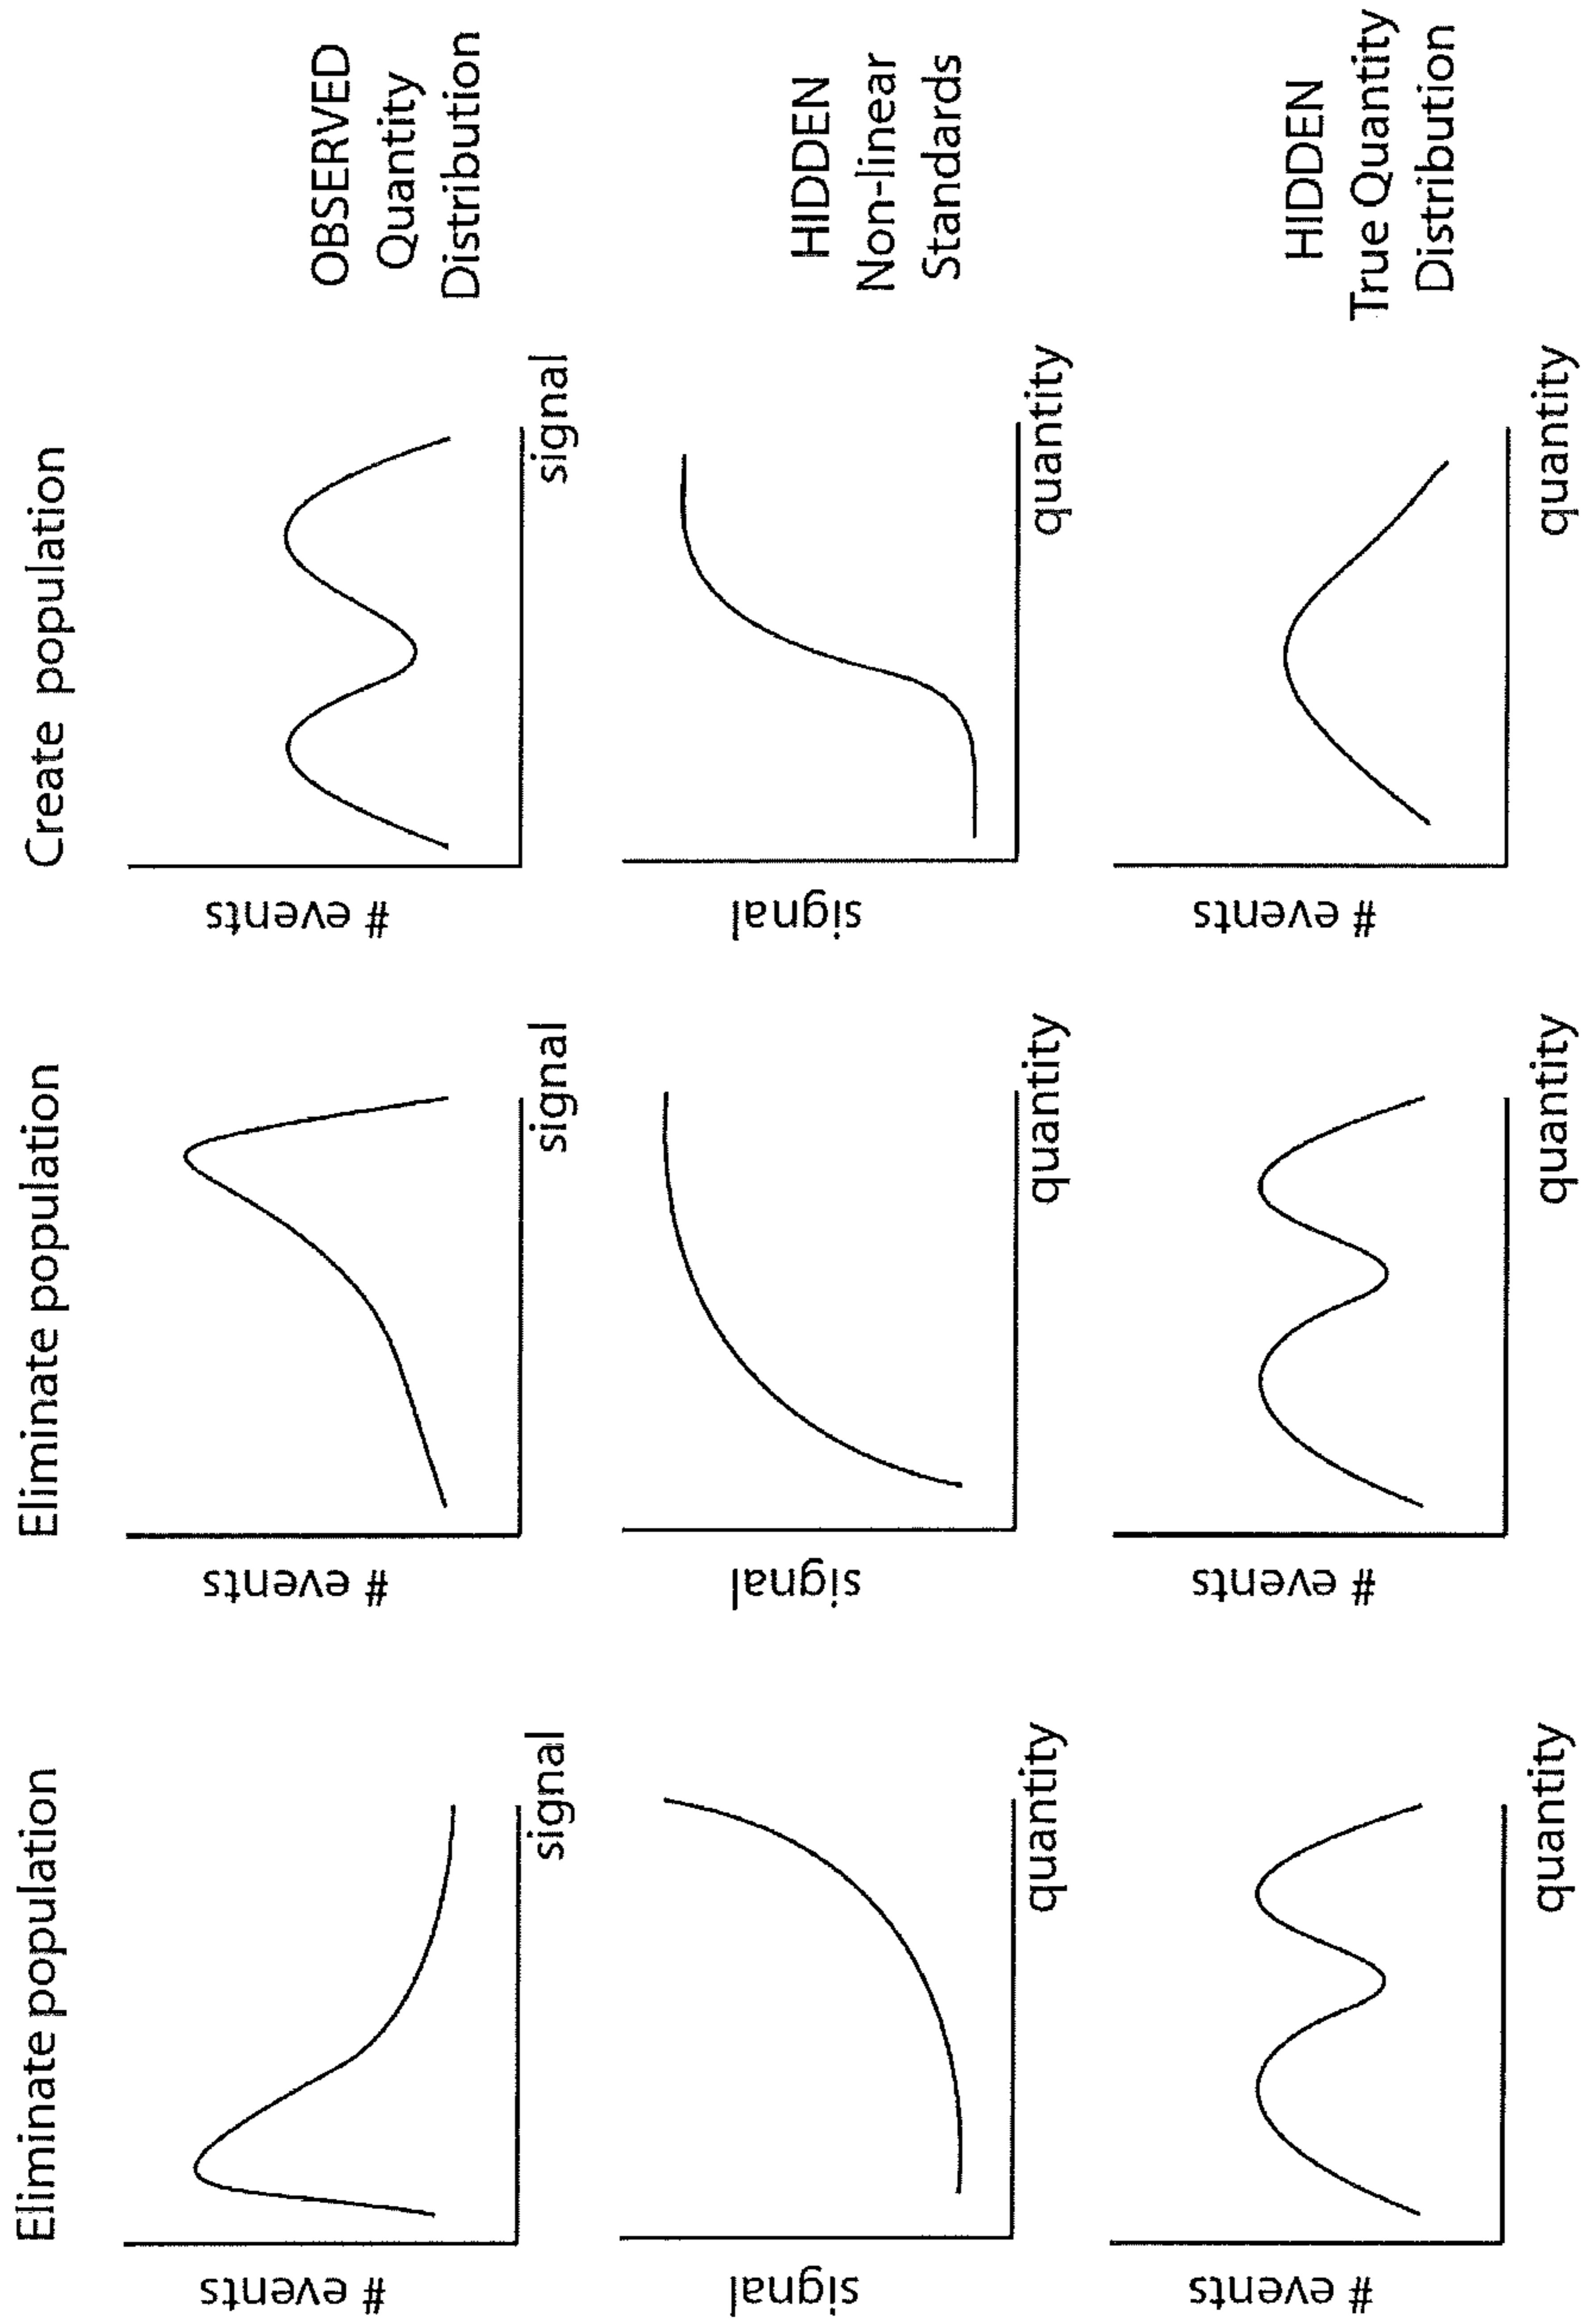 Eliminate population
Eliminate population
Create population
# events
signal
# events
signal
# events
signal
OBSERVED
Quantity
Distribution
signal
quantity
signal
quantity
signal
quantity
HIDDEN
Non-linear
Standards
# events
quantity
# events
quantity
# events
quantity
HIDDEN
True Quantity
Distribution